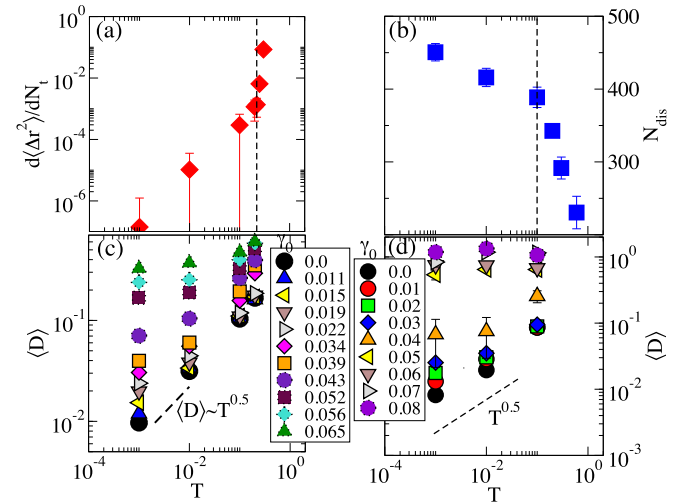 (a)
10^0
10^-2
10^-4
10^-6
d⟨Δr^2⟩/dN_t
(b)
500
400
300
N_dis
(c)
10^-1
10^-2
⟨D⟩
γ_0
0.0
0.011
0.015
0.019
0.022
0.034
0.039
0.043
0.052
0.056
0.065
⟨D⟩~T^0.5
10^-4
10^-2
10^0
T
(d)
γ_0
0.0
0.01
0.02
0.03
0.04
0.05
0.06
0.07
0.08
T^0.5
10^0
10^-1
10^-2
10^-3
⟨D⟩
10^-4
10^-2
10^0
T